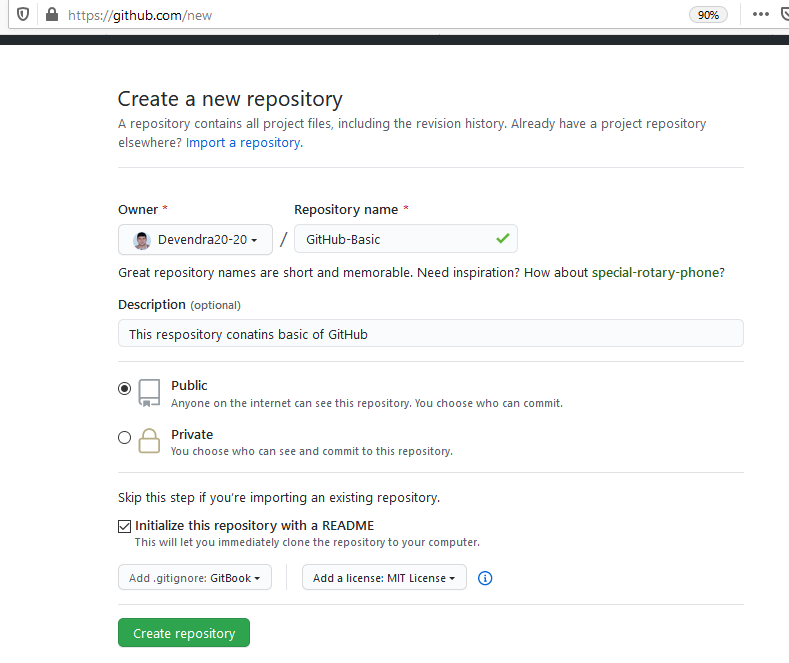 https://github.com/new 90%
Create a new repository
A repository contains all project files, including the revision history. Already have a project repository
elsewhere? Import a repository.
Owner * Repository name *
Devendra20-20 / GitHub-Basic
Great repository names are short and memorable. Need inspiration? How about special-rotary-phone?
Description (optional)
This respository conatins basic of GitHub
Public
Anyone on the internet can see this repository. You choose who can commit.
Private
You choose who can see and commit to this repository.
Skip this step if you're importing an existing repository.
Initialize this repository with a README
This will let you immediately clone the repository to your computer.
Add .gitignore: GitBook Add a license: MIT License
Create repository